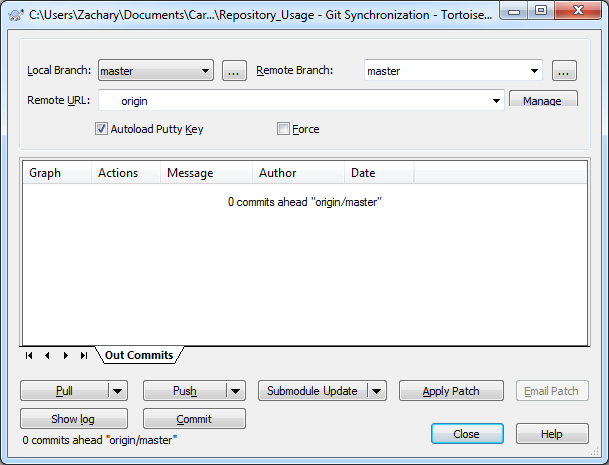 C:\Users\Zachary\Documents\Car...\Repository_Usage - Git Synchronization - Tortoise...
Local Branch: master ... Remote Branch: master ...
Remote URL: origin Manage
Autoload Putty Key Force
Graph Actions Message Author Date
0 commits ahead "origin/master"
Out Commits
Pull Push Submodule Update Apply Patch Email Patch
Show log Commit
0 commits ahead "origin/master"
Close Help